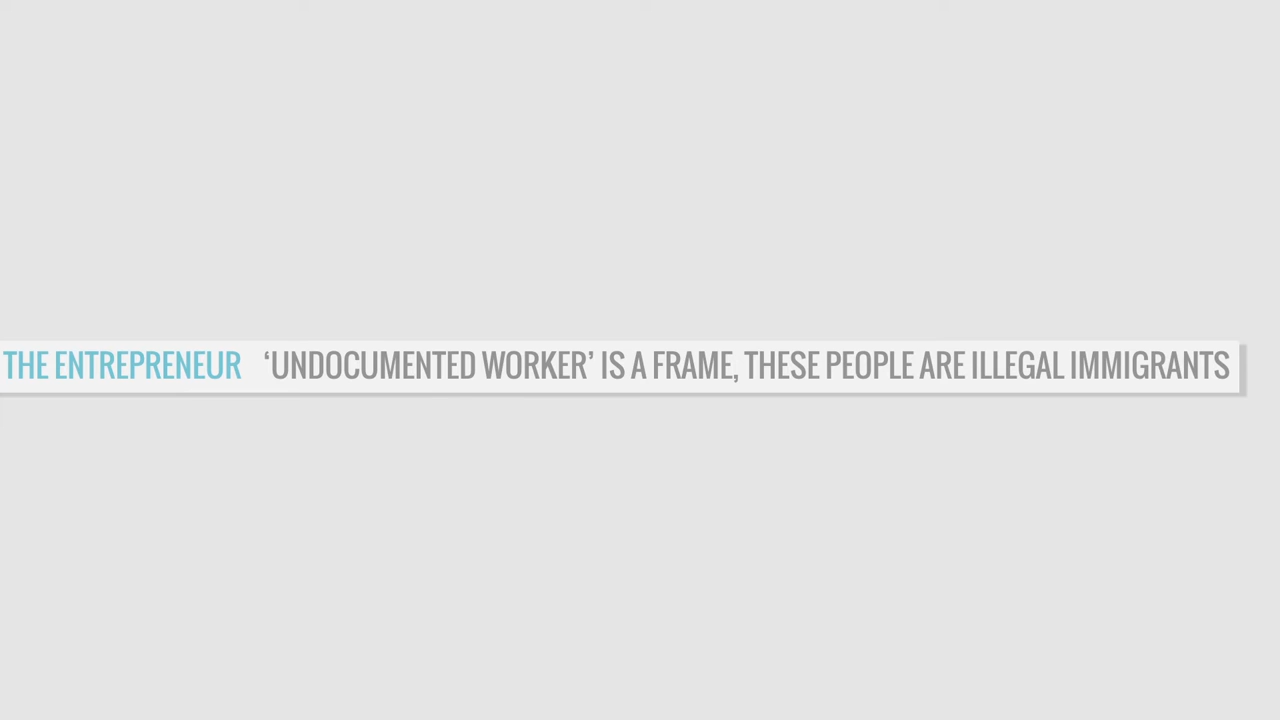 THE ENTREPRENEUR ‘UNDOCUMENTED WORKER’ IS A FRAME, THESE PEOPLE ARE ILLEGAL IMMIGRANTS